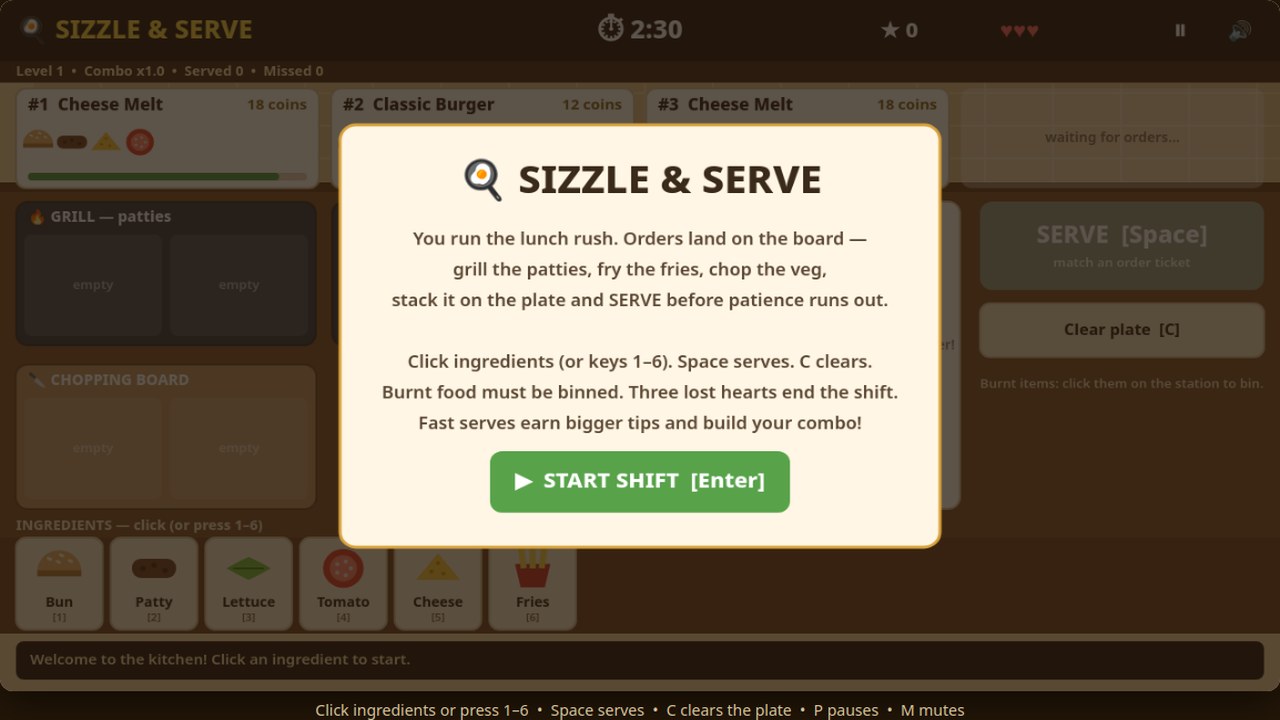 🍳 SIZZLE & SERVE
⏱ 2:30
★ 0
♥♥♥
Level 1 • Combo x1.0 • Served 0 • Missed 0
#1 Cheese Melt 18 coins
#2 Classic Burger 12 coins
#3 Cheese Melt 18 coins
waiting for orders...
🍳 SIZZLE & SERVE
You run the lunch rush. Orders land on the board —
grill the patties, fry the fries, chop the veg,
stack it on the plate and SERVE before patience runs out.
Click ingredients (or keys 1–6). Space serves. C clears.
Burnt food must be binned. Three lost hearts end the shift.
Fast serves earn bigger tips and build your combo!
▶ START SHIFT [Enter]
🔥 GRILL — patties
empty
empty
SERVE [Space]
match an order ticket
Clear plate [C]
Burnt items: click them on the station to bin.
🔪 CHOPPING BOARD
empty
empty
INGREDIENTS — click (or press 1–6)
Bun
[1]
Patty
[2]
Lettuce
[3]
Tomato
[4]
Cheese
[5]
Fries
[6]
Welcome to the kitchen! Click an ingredient to start.
Click ingredients or press 1–6 • Space serves • C clears the plate • P pauses • M mutes